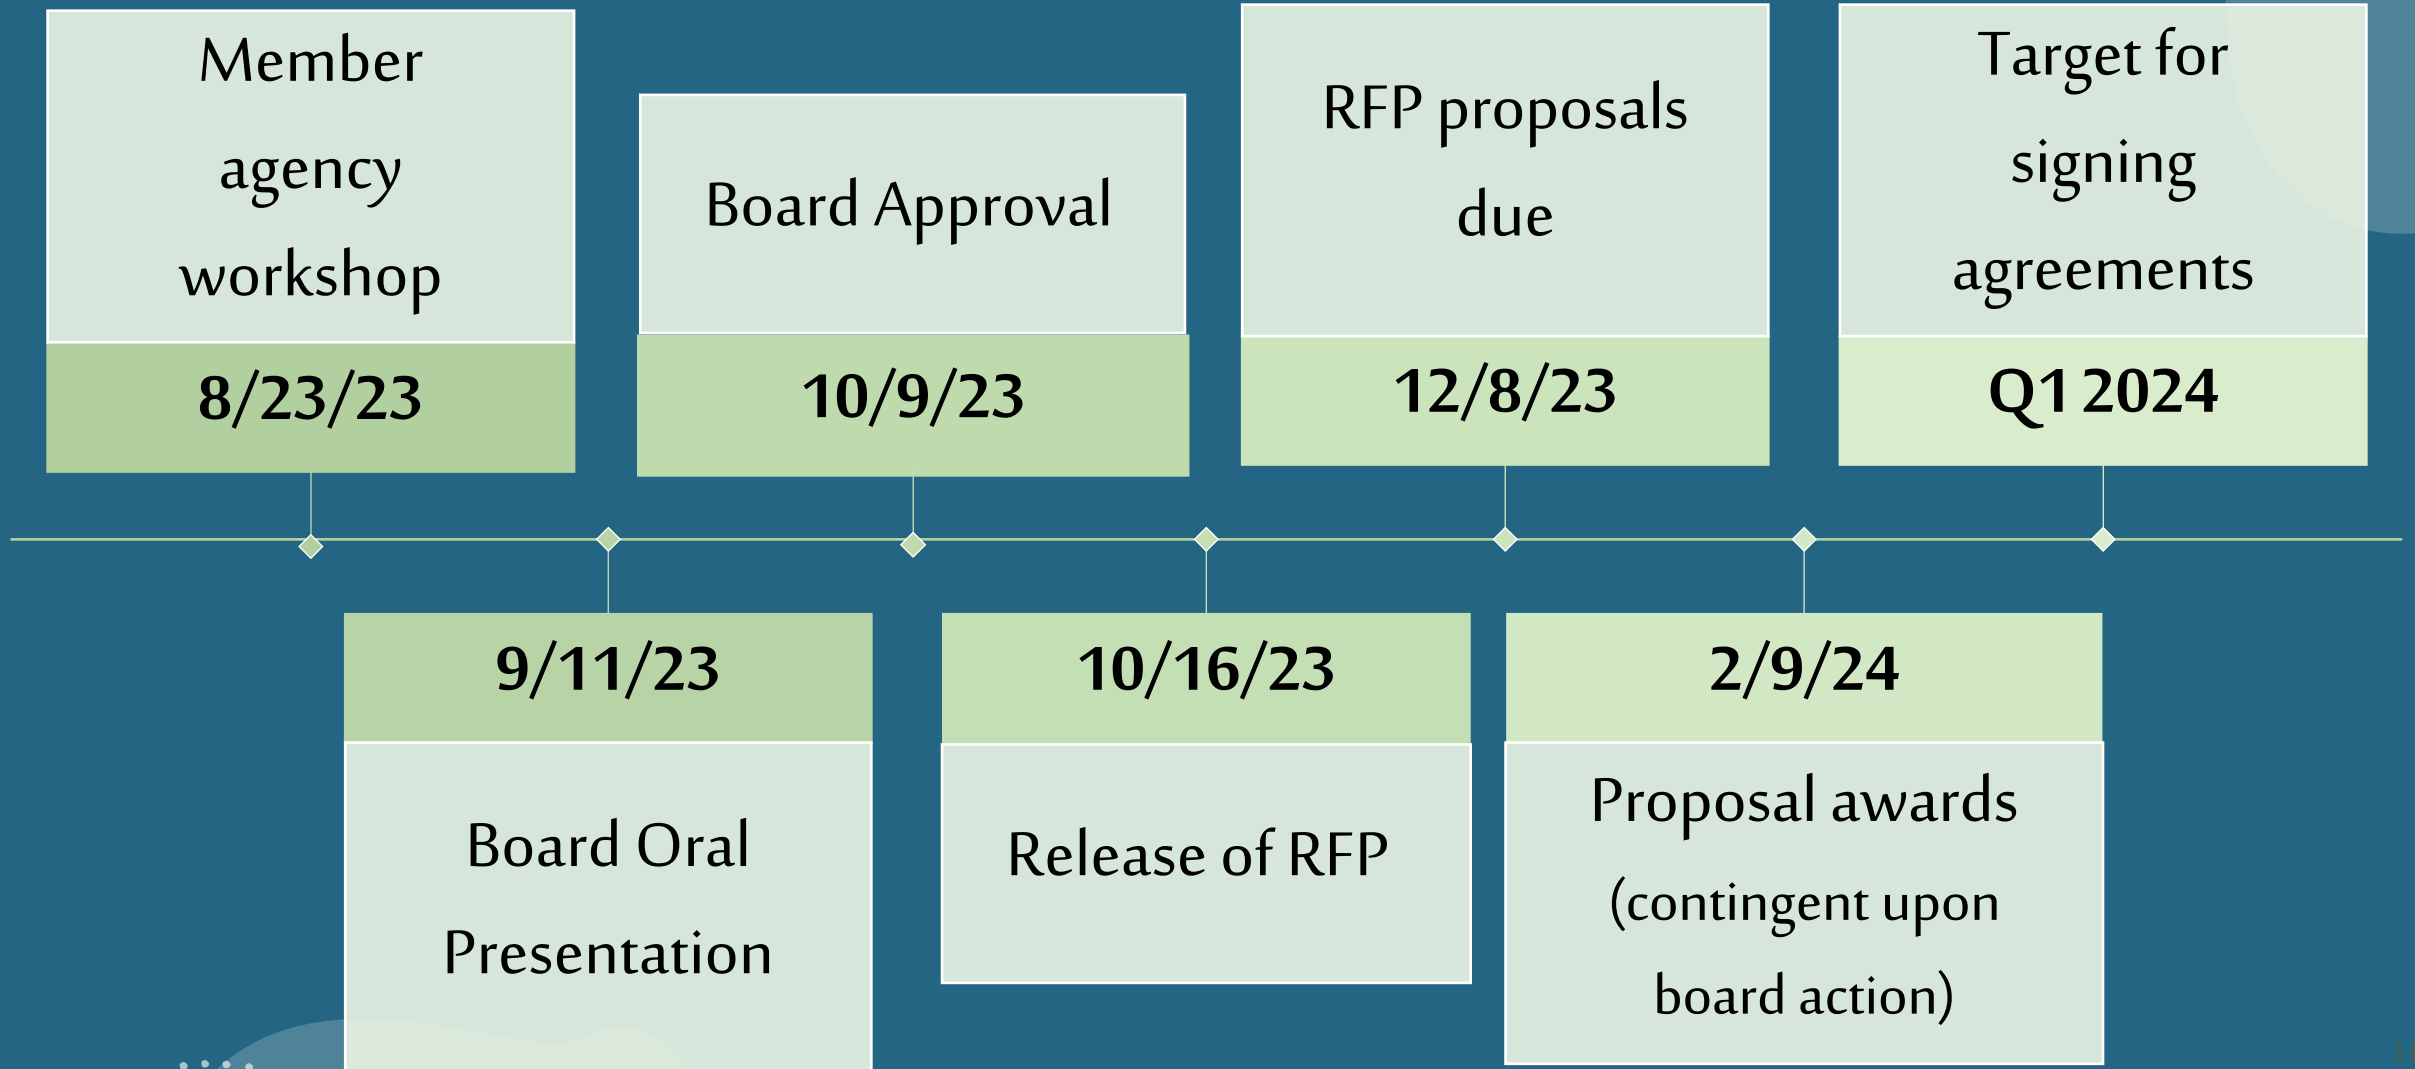 Member
agency
workshop
8/23/23
9/11/23
Board Oral
Presentation
Board Approval
10/9/23
10/16/23
Release of RFP
RFP proposals
due
12/8/23
2/9/24
Proposal awards
(contingent upon
board action)
Target for
signing
agreements
Q1 2024